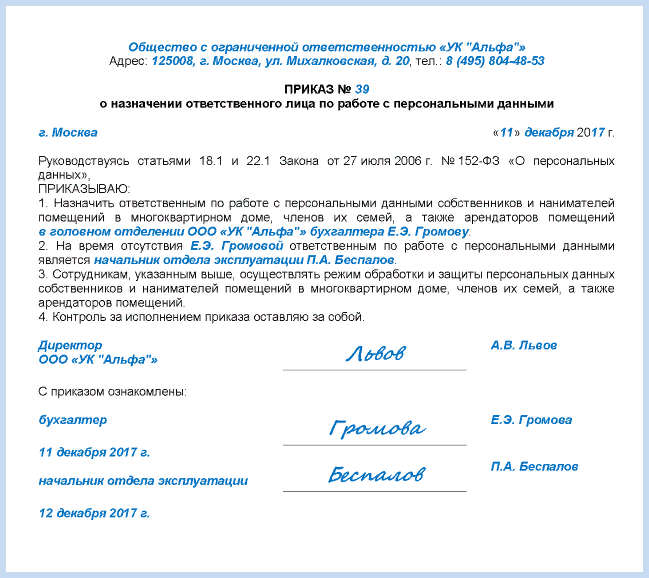 Общество с ограниченной ответственностью «УК "Альфа"»
Адрес: 125008, г. Москва, ул. Михалковская, д. 20, тел.: 8 (495) 804-48-53
ПРИКАЗ № 39
о назначении ответственного лица по работе с персональными данными
г. Москва «11» декабря 2017 г.
Руководствуясь статьями 18.1 и 22.1 Закона от 27 июля 2006 г. № 152-ФЗ «О персональных
данных»,
ПРИКАЗЫВАЮ:
1. Назначить ответственным по работе с персональными данными собственников и нанимателей
помещений в многоквартирном доме, членов их семей, а также арендаторов помещений
в головном отделении ООО «УК "Альфа"» бухгалтера Е.Э. Громову.
2. На время отсутствия Е.Э. Громовой ответственным по работе с персональными данными
является начальник отдела эксплуатации П.А. Беспалов.
3. Сотрудникам, указанным выше, осуществлять режим обработки и защиты персональных данных
собственников и нанимателей помещений в многоквартирном доме, членов их семей, а также
арендаторов помещений.
4. Контроль за исполнением приказа оставляю за собой.
Директор
ООО «УК "Альфа"» Львов А.В. Львов
С приказом ознакомлены:
бухгалтер Громова Е.Э. Громова
11 декабря 2017 г.
начальник отдела эксплуатации Беспалов П.А. Беспалов
12 декабря 2017 г.